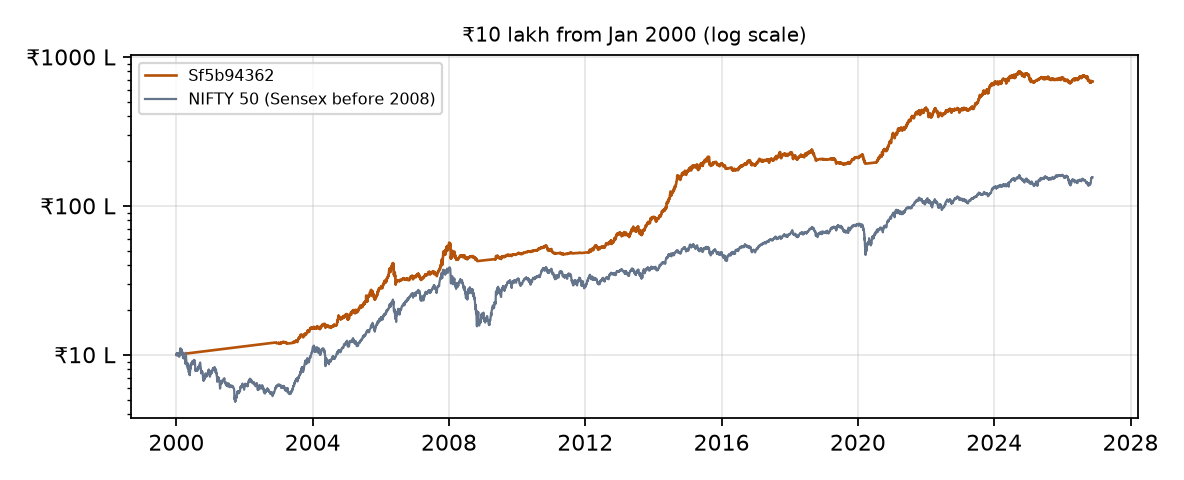 ₹10 lakh from Jan 2000 (log scale)
₹1000 L
₹100 L
₹10 L
Sf5b94362
NIFTY 50 (Sensex before 2008)
2000 2004 2008 2012 2016 2020 2024 2028